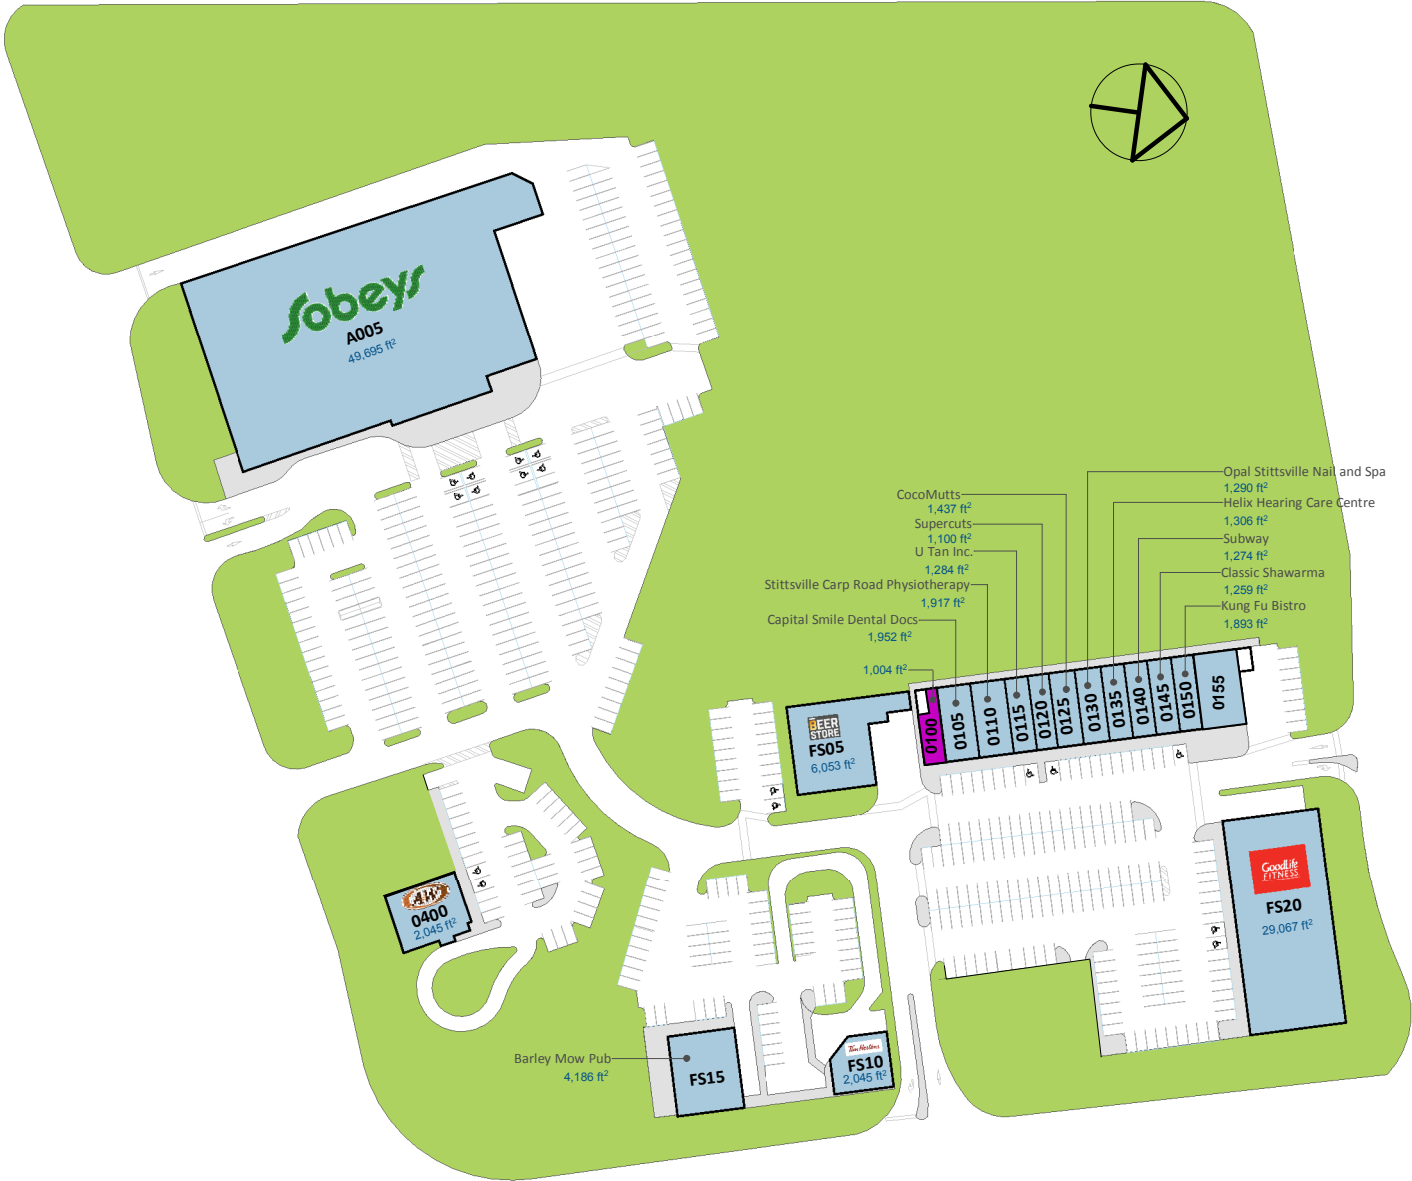 Sobeys
A005
49,695 ft²
Opal Stittsville Nail and Spa
1,290 ft²
Helix Hearing Care Centre
1,306 ft²
Subway
1,274 ft²
Classic Shawarma
1,259 ft²
Kung Fu Bistro
1,893 ft²
CocoMutts
1,437 ft²
Supercuts
1,100 ft²
U Tan Inc.
1,284 ft²
Stittsville Carp Road Physiotherapy
1,917 ft²
Capital Smile Dental Docs
1,952 ft²
1,004 ft²
0100
0105
0110
0115
0120
0125
0130
0135
0140
0145
0150
0155
BEER
STORE
FS05
6,053 ft²
GoodLife
FITNESS
FS20
29,067 ft²
A&W
0400
2,045 ft²
Barley Mow Pub
4,186 ft²
FS15
Tim Hortons
FS10
2,045 ft²